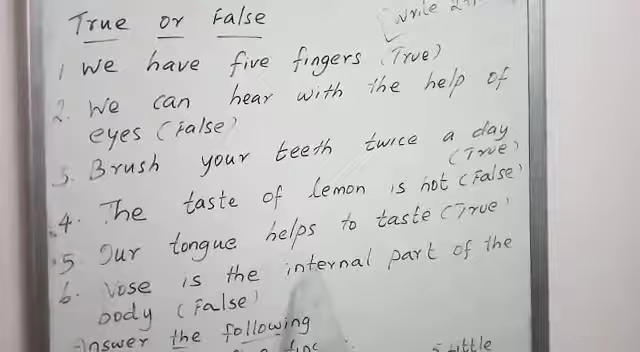 True or False
Write
1 We have five fingers (True)
2. We can hear with the help of
eyes (False)
3. Brush your teeth twice a day
(True)
4. The taste of lemon is hot (False)
5 Our tongue helps to taste (True)
6. Nose is the internal part of the
body (False)
Answer the following